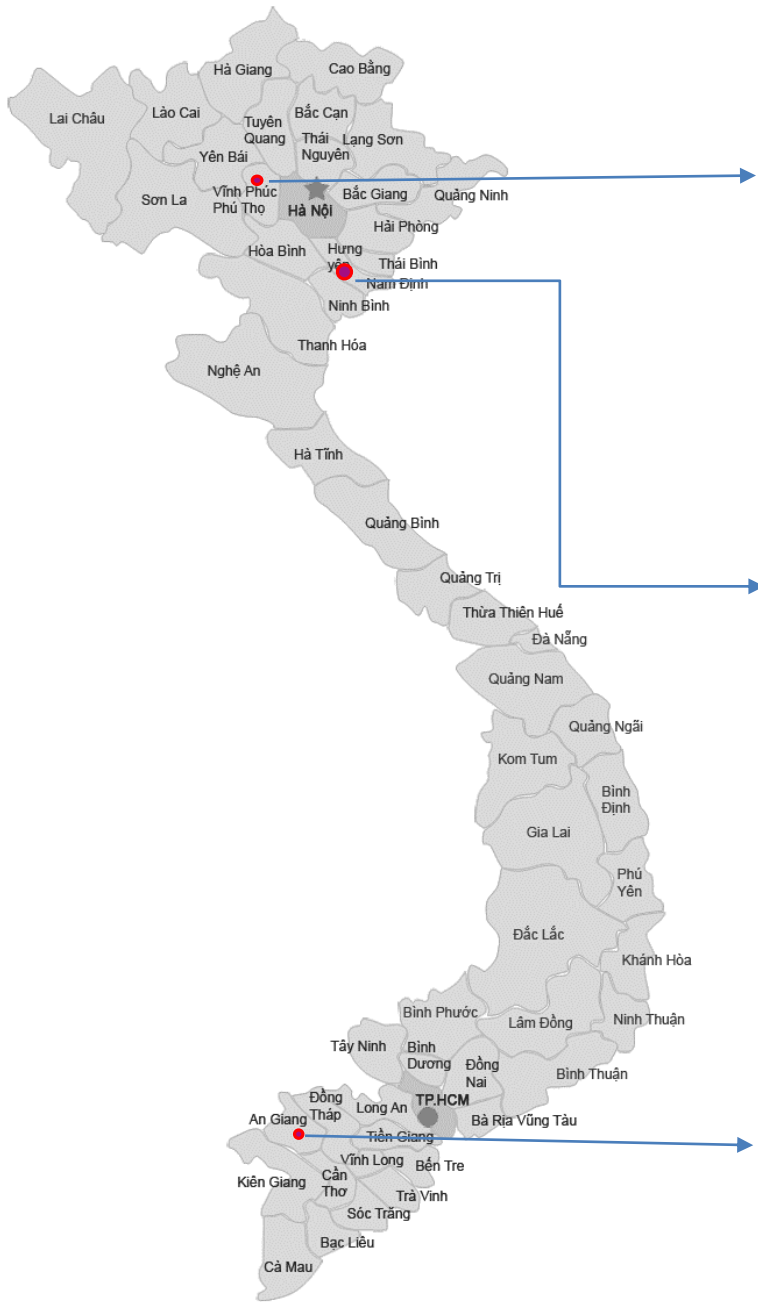 Hà Giang
Cao Bằng
Lai Châu
Lào Cai
Bắc Cạn
Tuyên
Quang
Thái
Nguyên
Lạng Sơn
Yên Bái
Sơn La
Vĩnh Phúc
Phú Thọ
Bắc Giang
Quảng Ninh
Hà Nội
Hải Phòng
Hòa Bình
Hưng
yên
Thái Bình
Nam Định
Ninh Bình
Thanh Hóa
Nghệ An
Hà Tĩnh
Quảng Bình
Quảng Trị
Thừa Thiên Huế
Đà Nẵng
Quảng Nam
Quảng Ngãi
Kom Tum
Bình
Định
Gia Lai
Phú
Yên
Đắc Lắc
Khánh Hòa
Bình Phước
Lâm Đồng
Ninh Thuận
Tây Ninh
Bình
Dương
Đồng
Nai
Bình Thuận
Đồng
Tháp
Long An
TP.HCM
An Giang
Bà Rịa Vũng Tàu
Tiền Giang
Vĩnh Long
Bến Tre
Kiên Giang
Cần
Thơ
Trà Vinh
Sóc Trăng
Bạc Liêu
Cà Mau